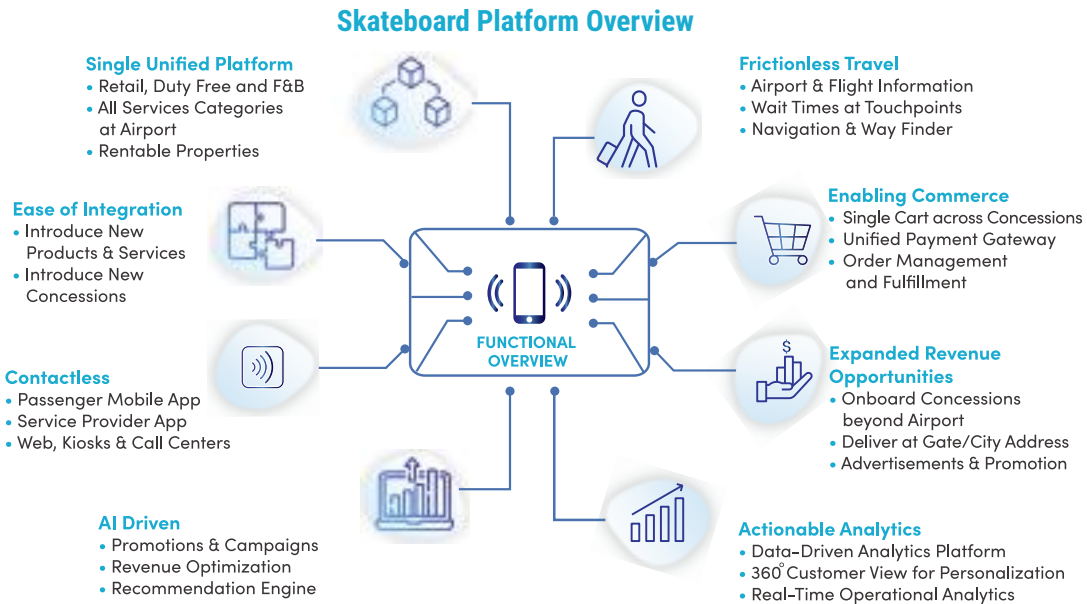 Skateboard Platform Overview
Single Unified Platform
• Retail, Duty Free and F&B
• All Services Categories
at Airport
• Rentable Properties
Frictionless Travel
• Airport & Flight Information
• Wait Times at Touchpoints
• Navigation & Way Finder
Ease of Integration
• Introduce New
Products & Services
• Introduce New
Concessions
Enabling Commerce
• Single Cart across Concessions
• Unified Payment Gateway
• Order Management
and Fulfillment
FUNCTIONAL
OVERVIEW
Contactless
• Passenger Mobile App
• Service Provider App
• Web, Kiosks & Call Centers
$
Expanded Revenue
Opportunities
• Onboard Concessions
beyond Airport
• Deliver at Gate/City Address
• Advertisements & Promotion
AI Driven
• Promotions & Campaigns
• Revenue Optimization
• Recommendation Engine
Actionable Analytics
• Data-Driven Analytics Platform
• 360° Customer View for Personalization
• Real-Time Operational Analytics